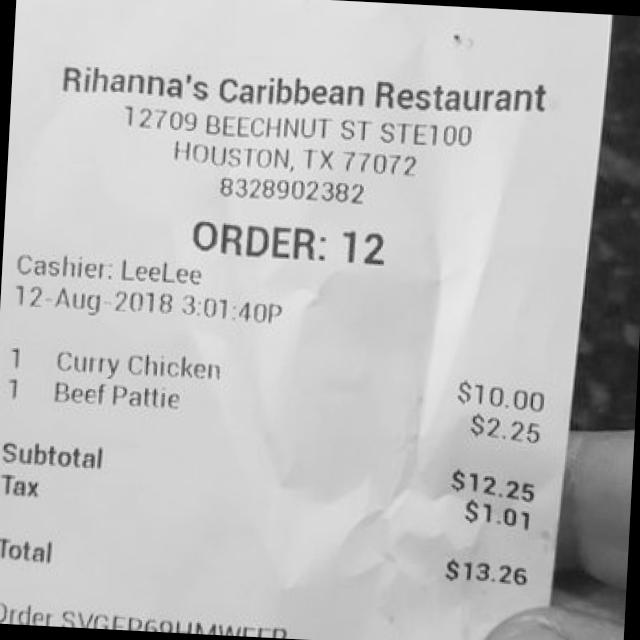 Rihanna's Caribbean Restaurant
12709 BEECHNUT ST STE100
HOUSTON, TX 77072
8328902382
ORDER: 12
Cashier: LeeLee
12-Aug-2018 3:01:40P
1 Curry Chicken $10.00
1 Beef Pattie $2.25
Subtotal $12.25
Tax $1.01
Total $13.26
Order